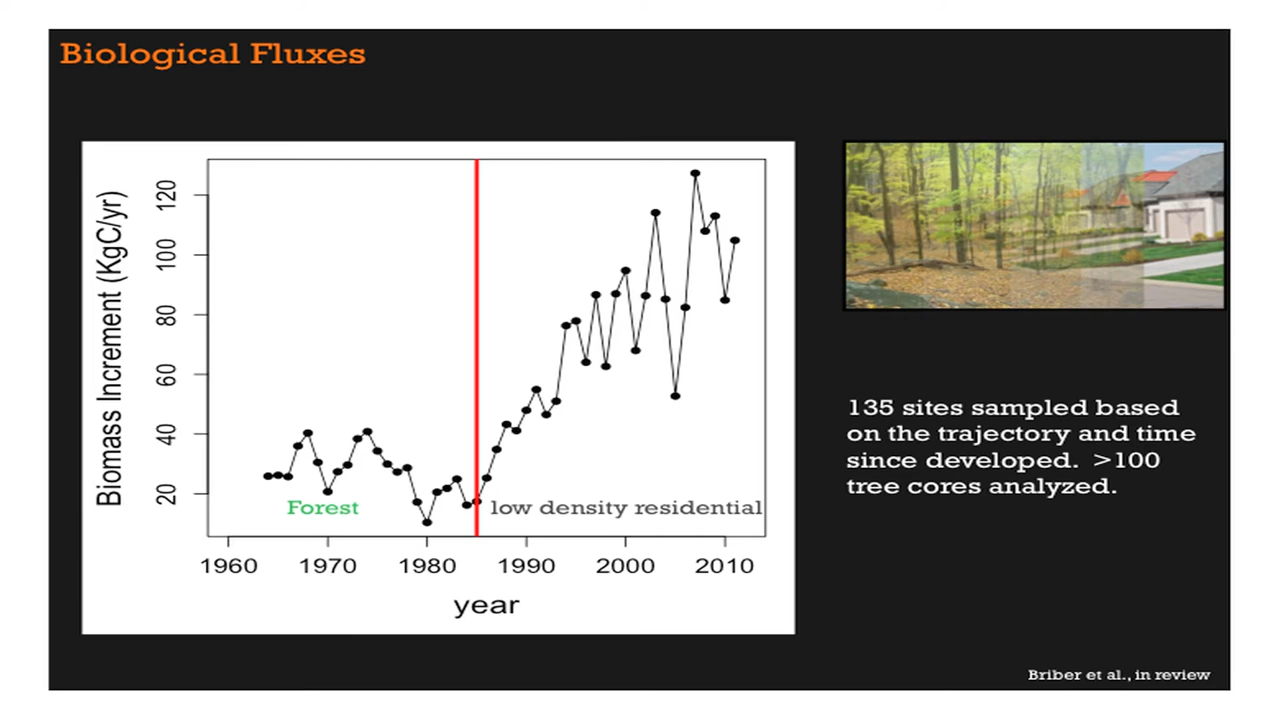 Biological Fluxes
Biomass Increment (KgC/yr)
120
100
80
60
40
20
Forest
low density residential
1960 1970 1980 1990 2000 2010
year
135 sites sampled based
on the trajectory and time
since developed. >100
tree cores analyzed.
Briber et al., in review